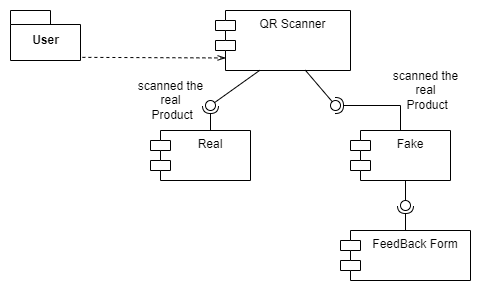 User
QR Scanner
scanned the
real
Product
scanned the
real
Product
Real
Fake
FeedBack Form